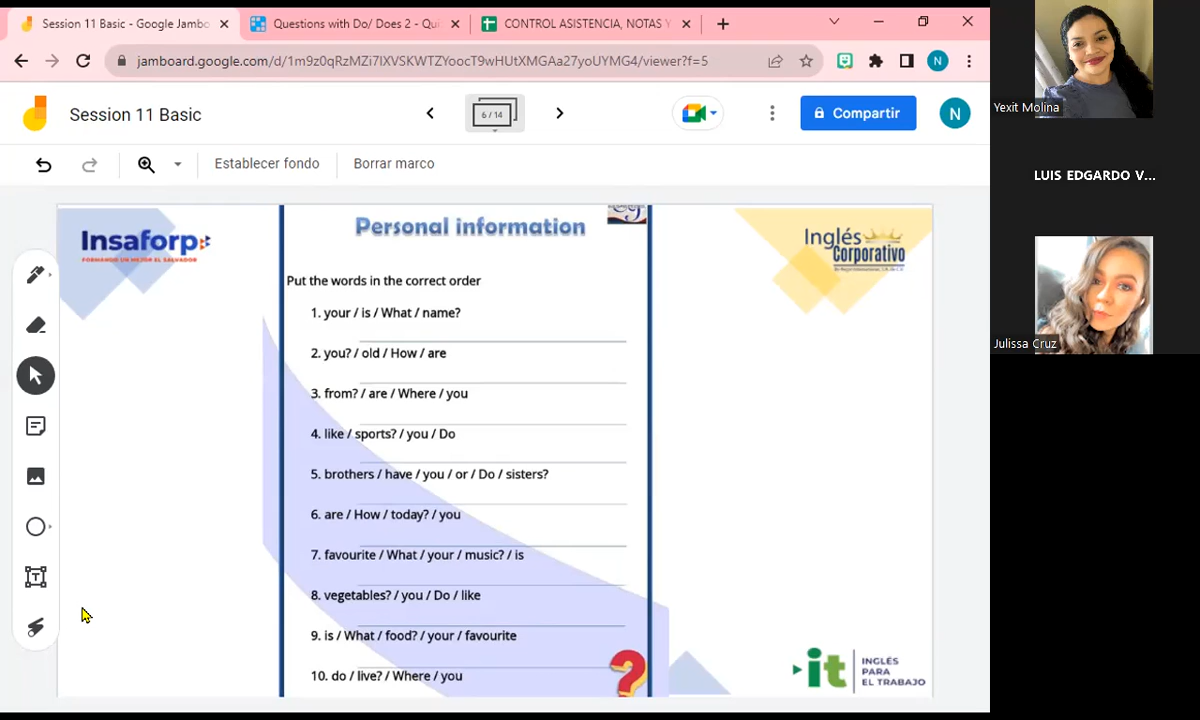 Session 11 Basic - Google Jambo
Questions with Do/ Does 2 - Qui
CONTROL ASISTENCIA, NOTAS Y
jamboard.google.com/d/1m9z0qRzMZi7IXVSKWTZYoocT9wHUtXMGAa27yoUYMG4/viewer?f=5
N
Session 11 Basic
6 / 14
Compartir
N
Establecer fondo
Borrar marco
Insaforp
FORMANDO UN MEJOR EL SALVADOR
Personal information
Inglés
Corporativo
Put the words in the correct order
1. your / is / What / name?
2. you? / old / How / are
3. from? / are / Where / you
4. like / sports? / you / Do
5. brothers / have / you / or / Do / sisters?
6. are / How / today? / you
7. favourite / What / your / music? / is
8. vegetables? / you / Do / like
9. is / What / food? / your / favourite
10. do / live? / Where / you
it
INGLÉS
PARA
EL TRABAJO
Yexit Molina
LUIS EDGARDO V...
Julissa Cruz